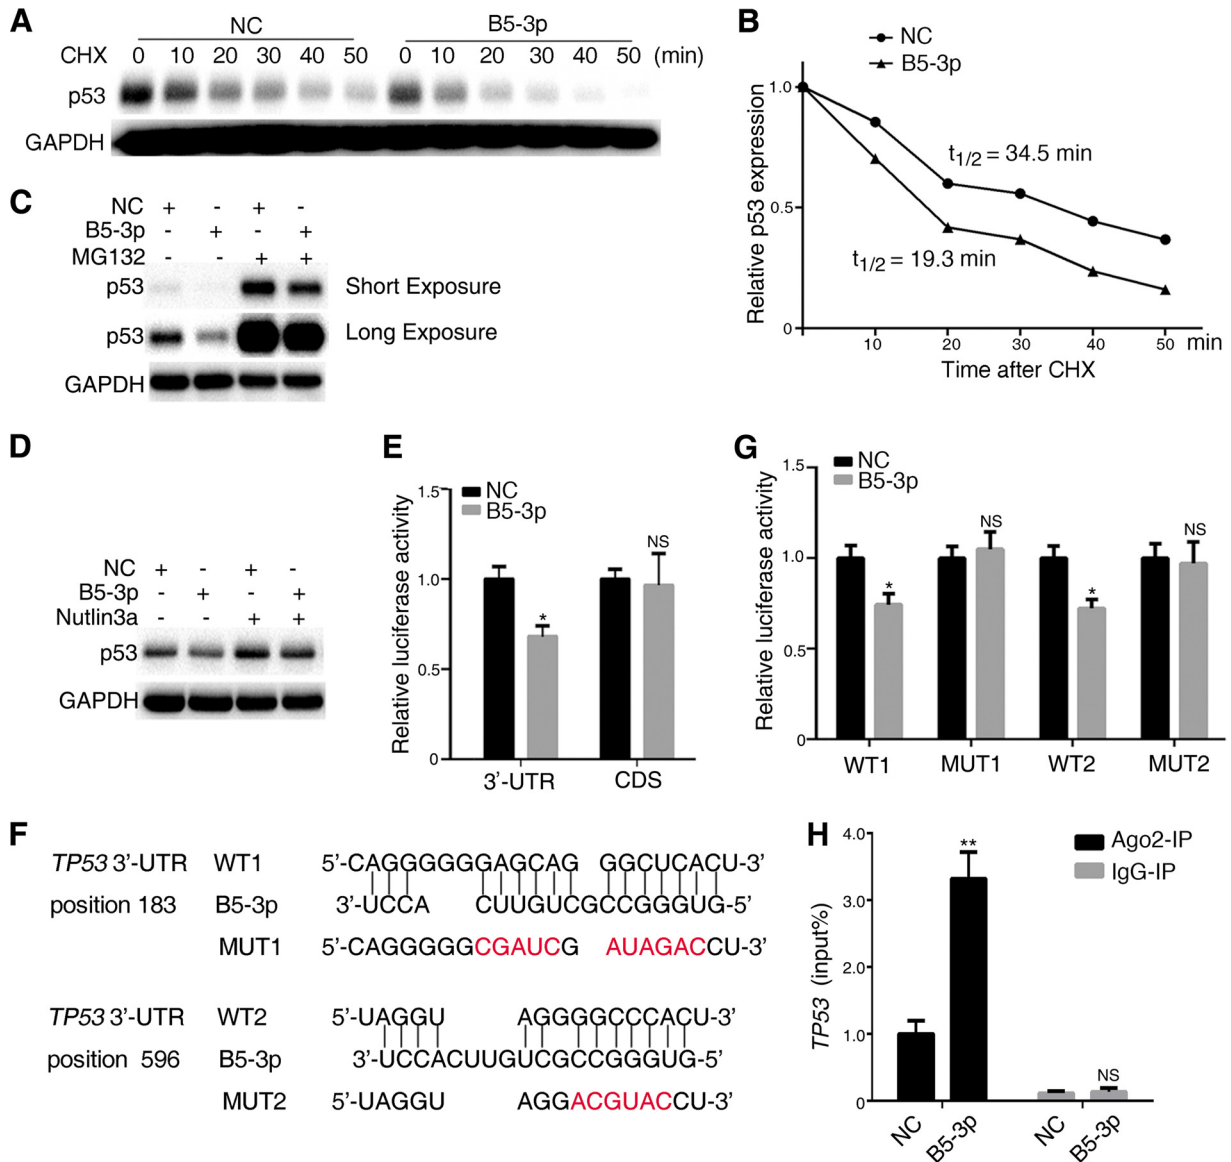 A
NC B5-3p
CHX 0 10 20 30 40 50 0 10 20 30 40 50 (min)
p53
GAPDH
B
NC
B5-3p
1.0
0.5
0
Relative p53 expression
t1/2 = 34.5 min
t1/2 = 19.3 min
10 20 30 40 50 min
Time after CHX
C
NC + - + -
B5-3p - + - +
MG132 - - + +
p53 Short Exposure
p53 Long Exposure
GAPDH
D
NC + - + -
B5-3p - + - +
Nutlin3a - - + +
p53
GAPDH
E
NC
B5-3p
1.5
1.0
0.5
0
Relative luciferase activity
*
NS
3'-UTR CDS
G
NC
B5-3p
1.5
1.0
0.5
0
Relative luciferase activity
* NS * NS
WT1 MUT1 WT2 MUT2
F
TP53 3'-UTR WT1 5'-CAGGGGGGAGCAG GGCUCACU-3'
position 183 B5-3p 3'-UCCA CUUGUCGCCGGGUG-5'
MUT1 5'-CAGGGGGCGAUCG AUAGACCU-3'
TP53 3'-UTR WT2 5'-UAGGU AGGGGGCCCACU-3'
position 596 B5-3p 3'-UCCACUUGUCGCCGGGUG-5'
MUT2 5'-UAGGU AGGACGUACCU-3'
H
Ago2-IP
IgG-IP
4.0
3.0
2.0
1.0
0
TP53 (input%)
**
NS
NC B5-3p NC B5-3p